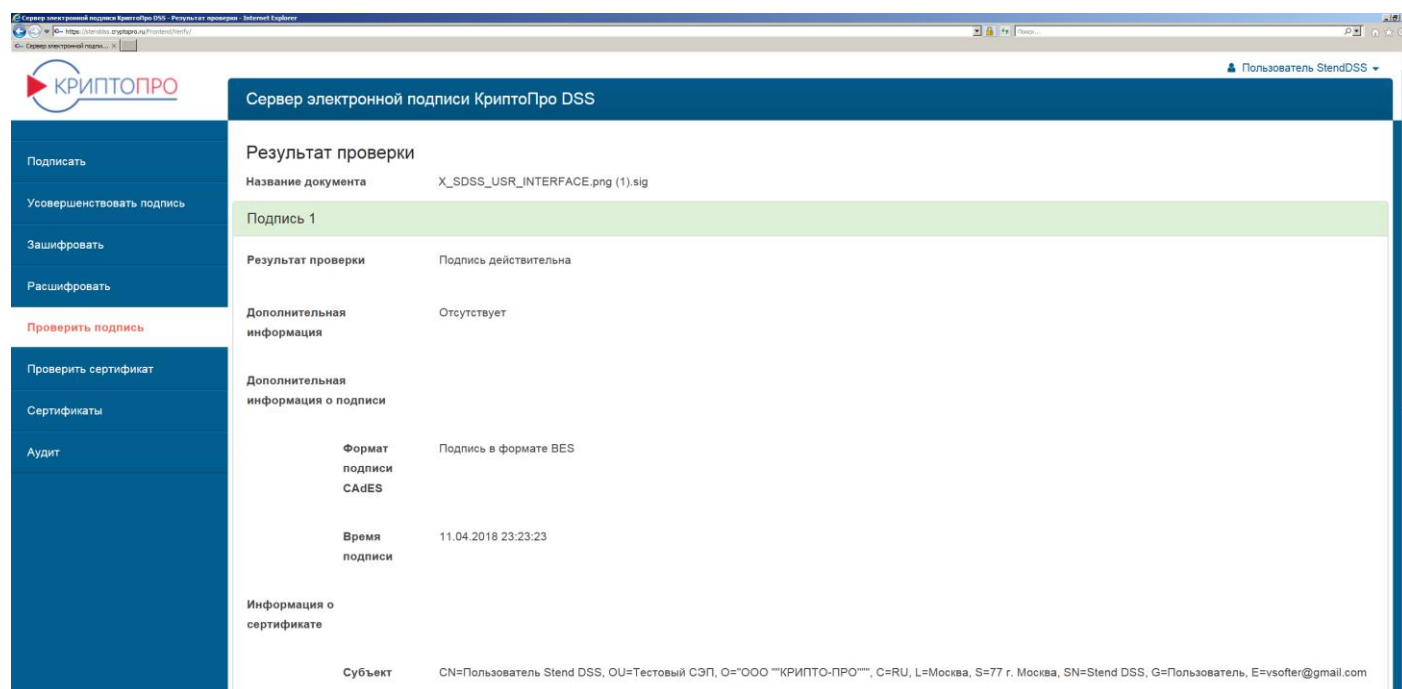 Сервер электронной подписи КриптоПро DSS - Результат проверки - Internet Explorer
https://stenddss.cryptopro.ru/Frontend/Verify/
Поиск...
Сервер электронной подпи... ×
КРИПТОПРО
Пользователь StendDSS
Сервер электронной подписи КриптоПро DSS
Подписать
Усовершенствовать подпись
Зашифровать
Расшифровать
Проверить подпись
Проверить сертификат
Сертификаты
Аудит
Результат проверки
Название документа X_SDSS_USR_INTERFACE.png (1).sig
Подпись 1
Результат проверки Подпись действительна
Дополнительная Отсутствует
информация
Дополнительная
информация о подписи
Формат Подпись в формате BES
подписи
CAdES
Время 11.04.2018 23:23:23
подписи
Информация о
сертификате
Субъект CN=Пользователь Stend DSS, OU=Тестовый СЭП, O="ООО ""КРИПТО-ПРО""", C=RU, L=Москва, S=77 г. Москва, SN=Stend DSS, G=Пользователь, E=vsofter@gmail.com